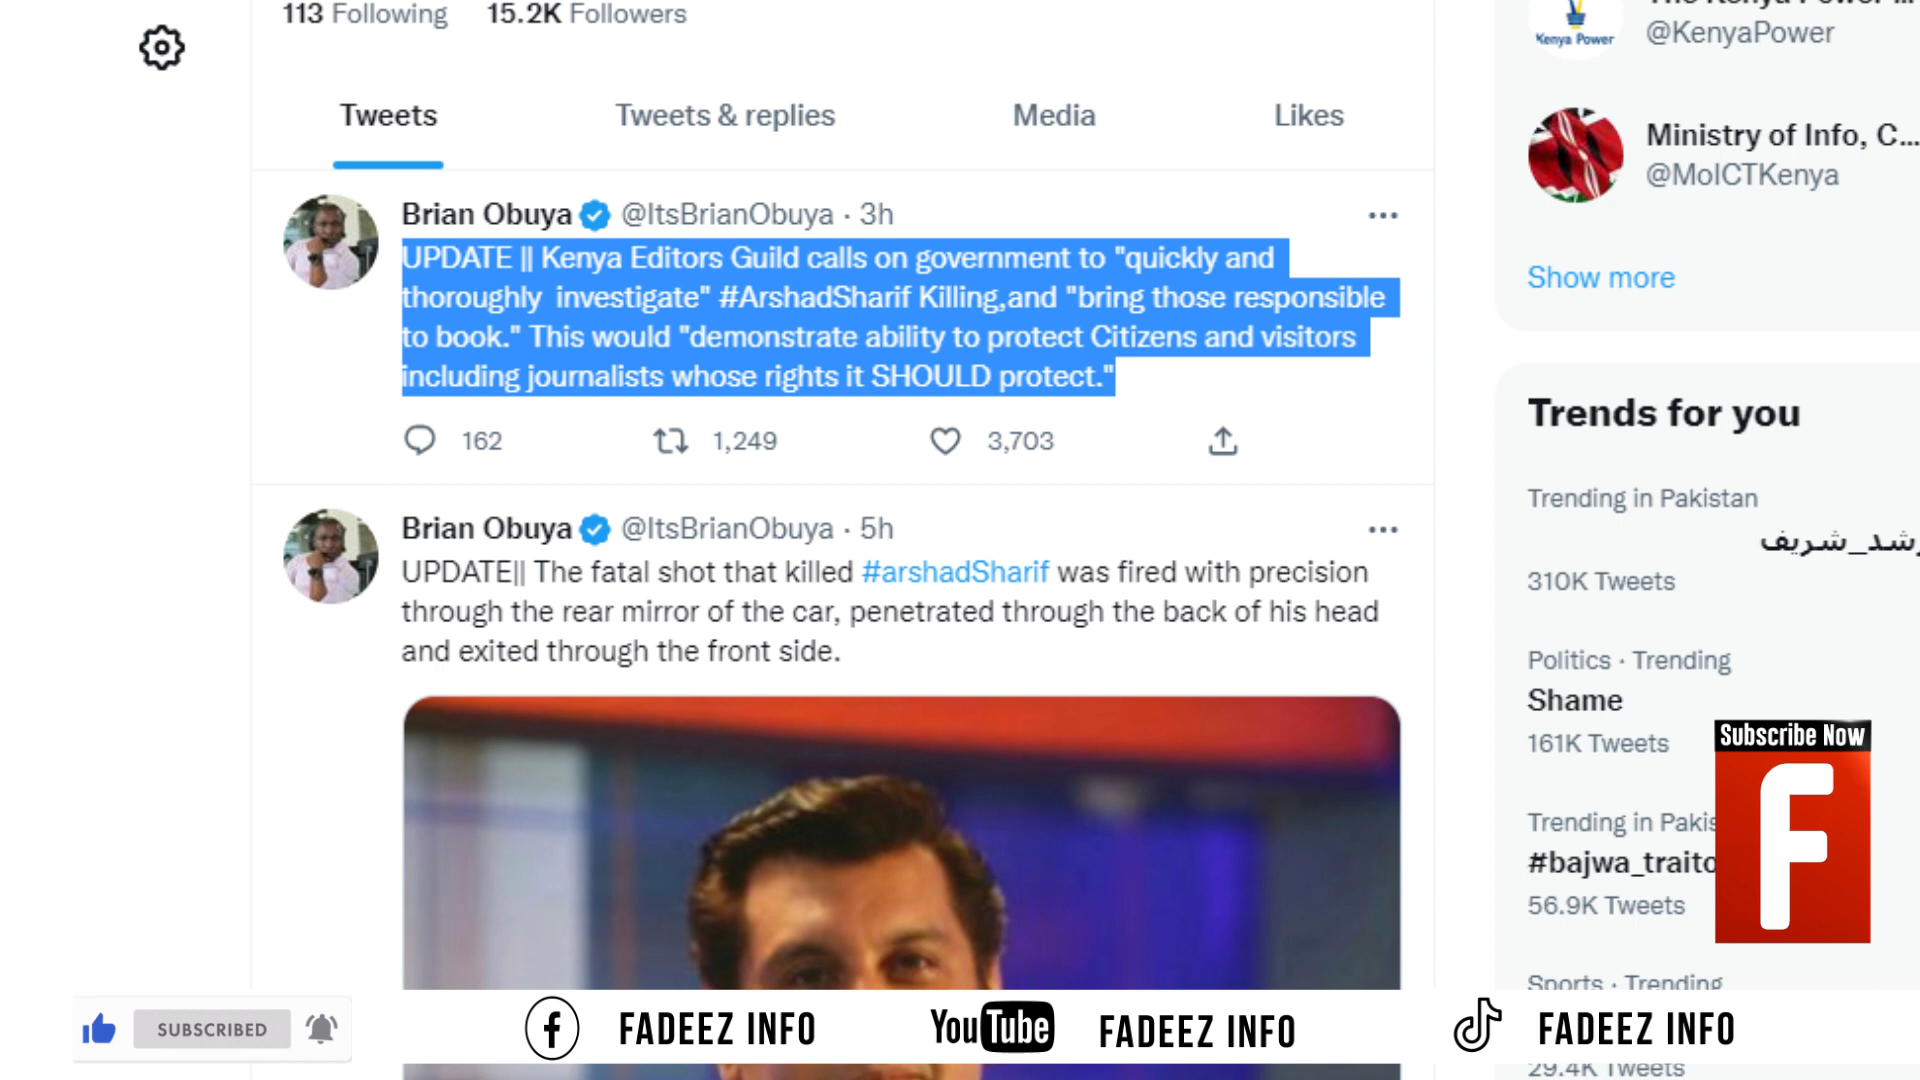 113 Following 15.2K Followers
Tweets Tweets & replies Media Likes
Brian Obuya @ItsBrianObuya · 3h
UPDATE || Kenya Editors Guild calls on government to "quickly and
thoroughly investigate" #ArshadSharif Killing,and "bring those responsible
to book." This would "demonstrate ability to protect Citizens and visitors
including journalists whose rights it SHOULD protect."
162 1,249 3,703
Brian Obuya @ItsBrianObuya · 5h
UPDATE|| The fatal shot that killed #arshadSharif was fired with precision
through the rear mirror of the car, penetrated through the back of his head
and exited through the front side.
Kenya Power
@KenyaPower
Ministry of Info, C...
@MoICTKenya
Show more
Trends for you
Trending in Pakistan
310K Tweets
Politics · Trending
Shame
161K Tweets
Trending in Pakis
#bajwa_traito
56.9K Tweets
Sports · Trending
29.4K Tweets
Subscribe Now
F
SUBSCRIBED
f FADEEZ INFO
YouTube FADEEZ INFO
FADEEZ INFO